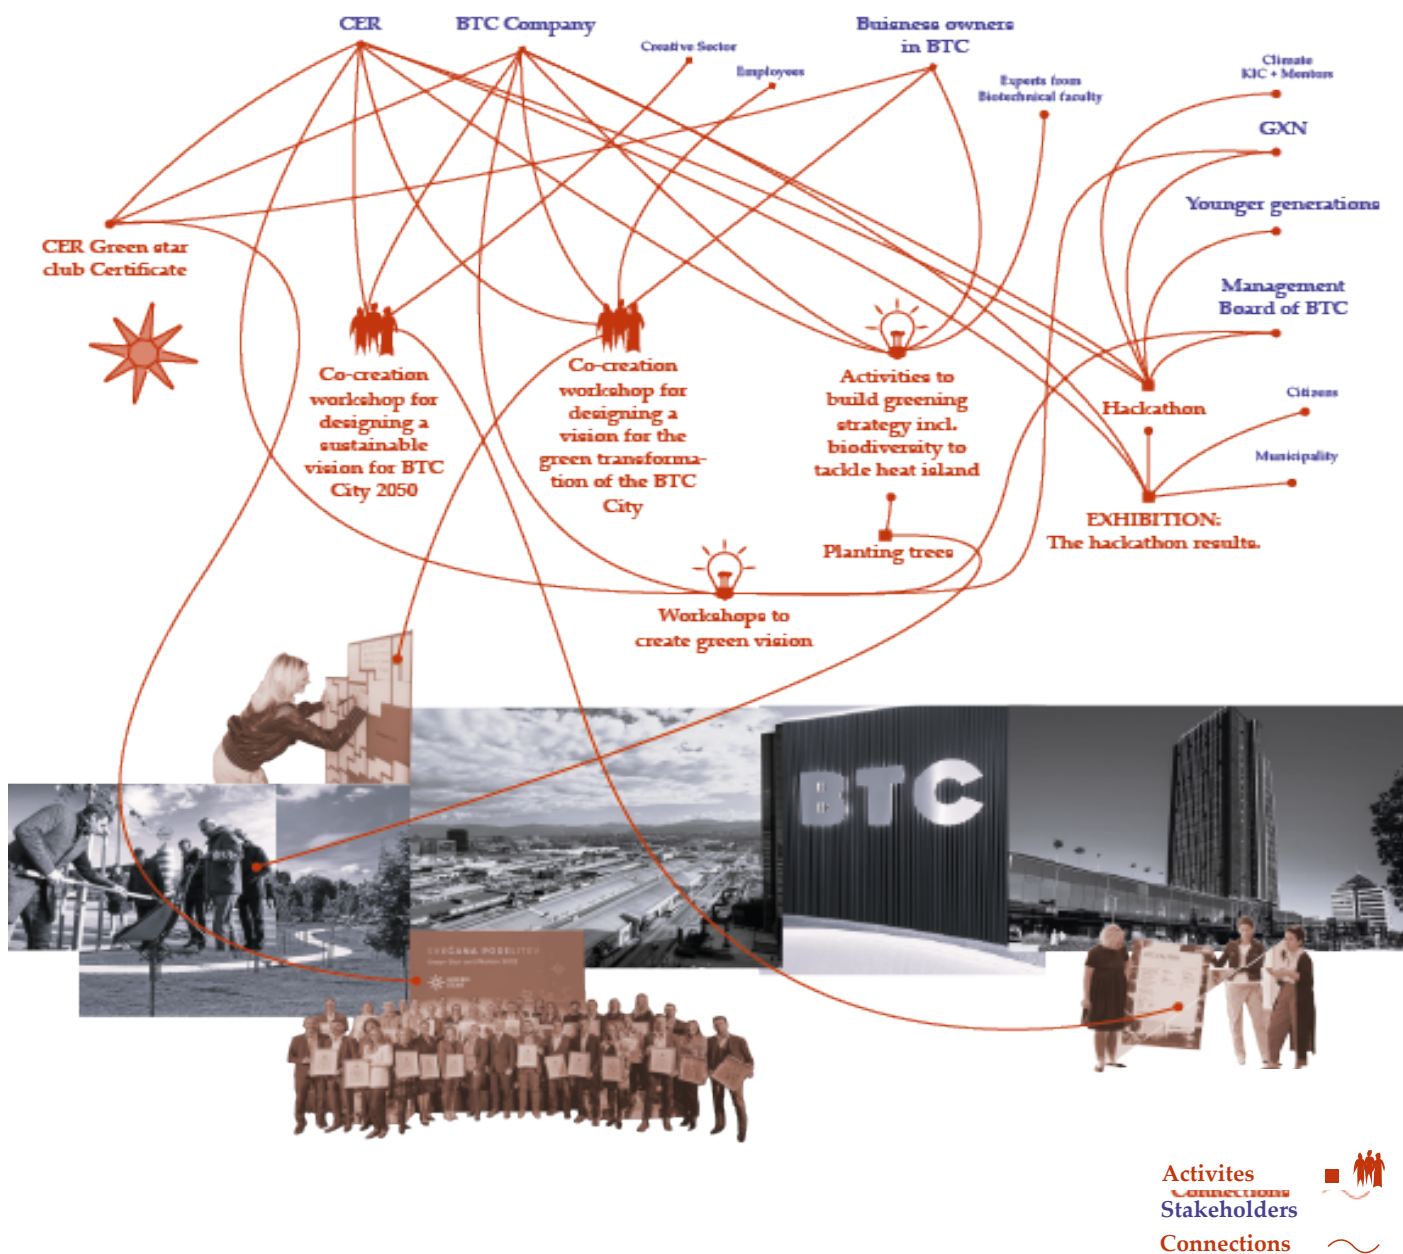 CER
BTC Company
Buisness owners
in BTC
Creative Sector
Employees
Experts from
Biotechnical faculty
Climate
KIC + Mentors
GXN
Younger generations
Management
Board of BTC
Citizens
Municipality
CER Green star
club Certificate
Co-creation
workshop for
designing a
sustainable
vision for BTC
City 2050
Co-creation
workshop for
designing a
vision for the
green transforma-
tion of the BTC
City
Activities to
build greening
strategy incl.
biodiversity to
tackle heat island
Planting trees
Hackathon
EXHIBITION:
The hackathon results.
Workshops to
create green vision
BTC
PODELITEV
Activites
Connections
Stakeholders
Connections